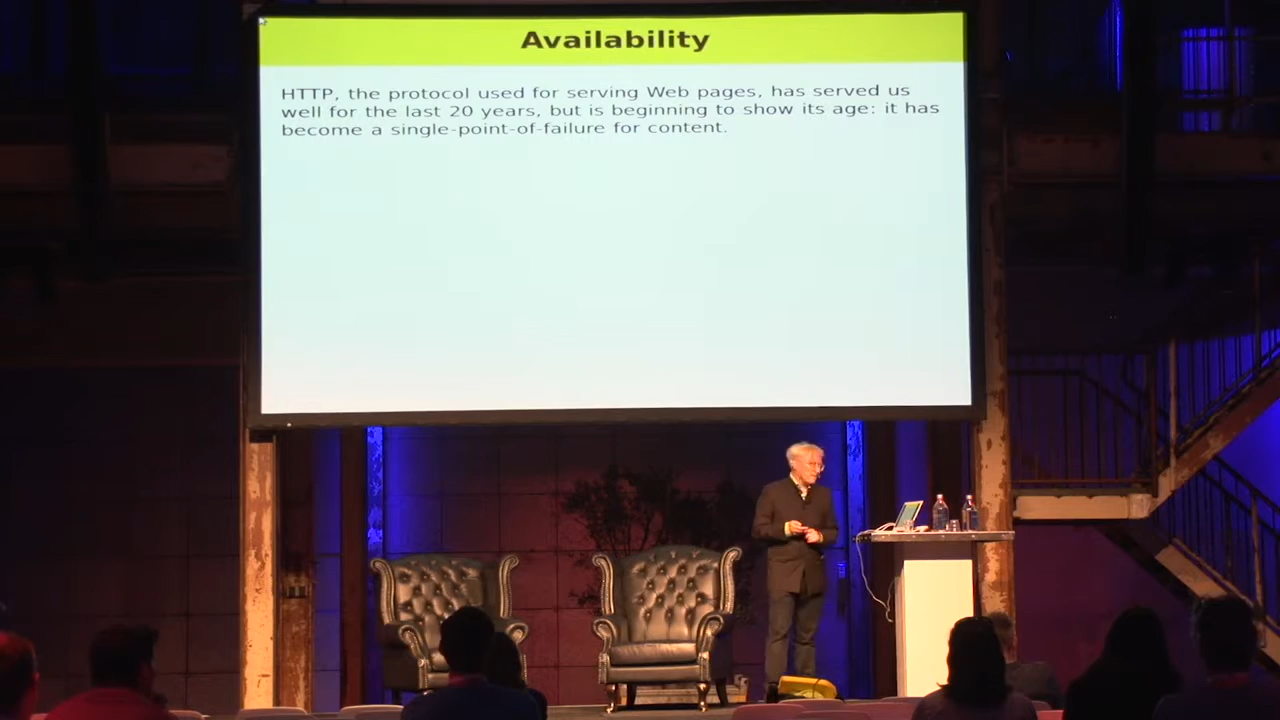 Availability
HTTP, the protocol used for serving Web pages, has served us
well for the last 20 years, but is beginning to show its age: it has
become a single-point-of-failure for content.